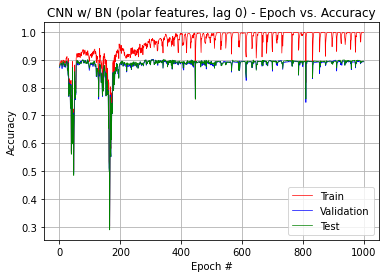 CNN w/ BN (polar features, lag 0) - Epoch vs. Accuracy
1.0
0.9
0.8
0.7
0.6
0.5
0.4
0.3
Accuracy
Train
Validation
Test
0 200 400 600 800 1000
Epoch #